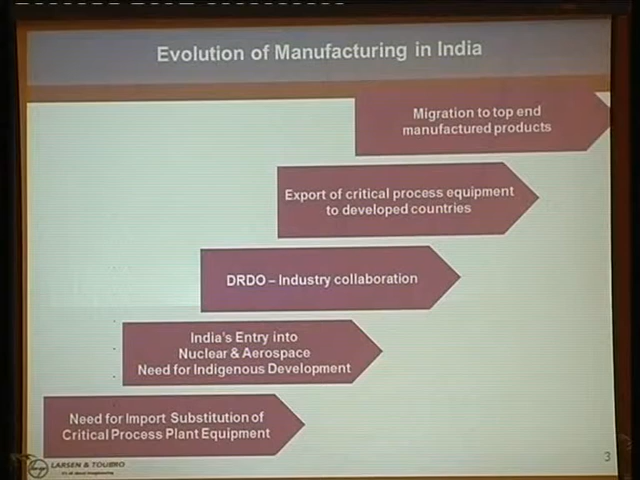 Evolution of Manufacturing in India
Migration to top end
manufactured products
Export of critical process equipment
to developed countries
DRDO – Industry collaboration
India's Entry into
Nuclear & Aerospace
Need for Indigenous Development
Need for Import Substitution of
Critical Process Plant Equipment
LARSEN & TOUBRO
3